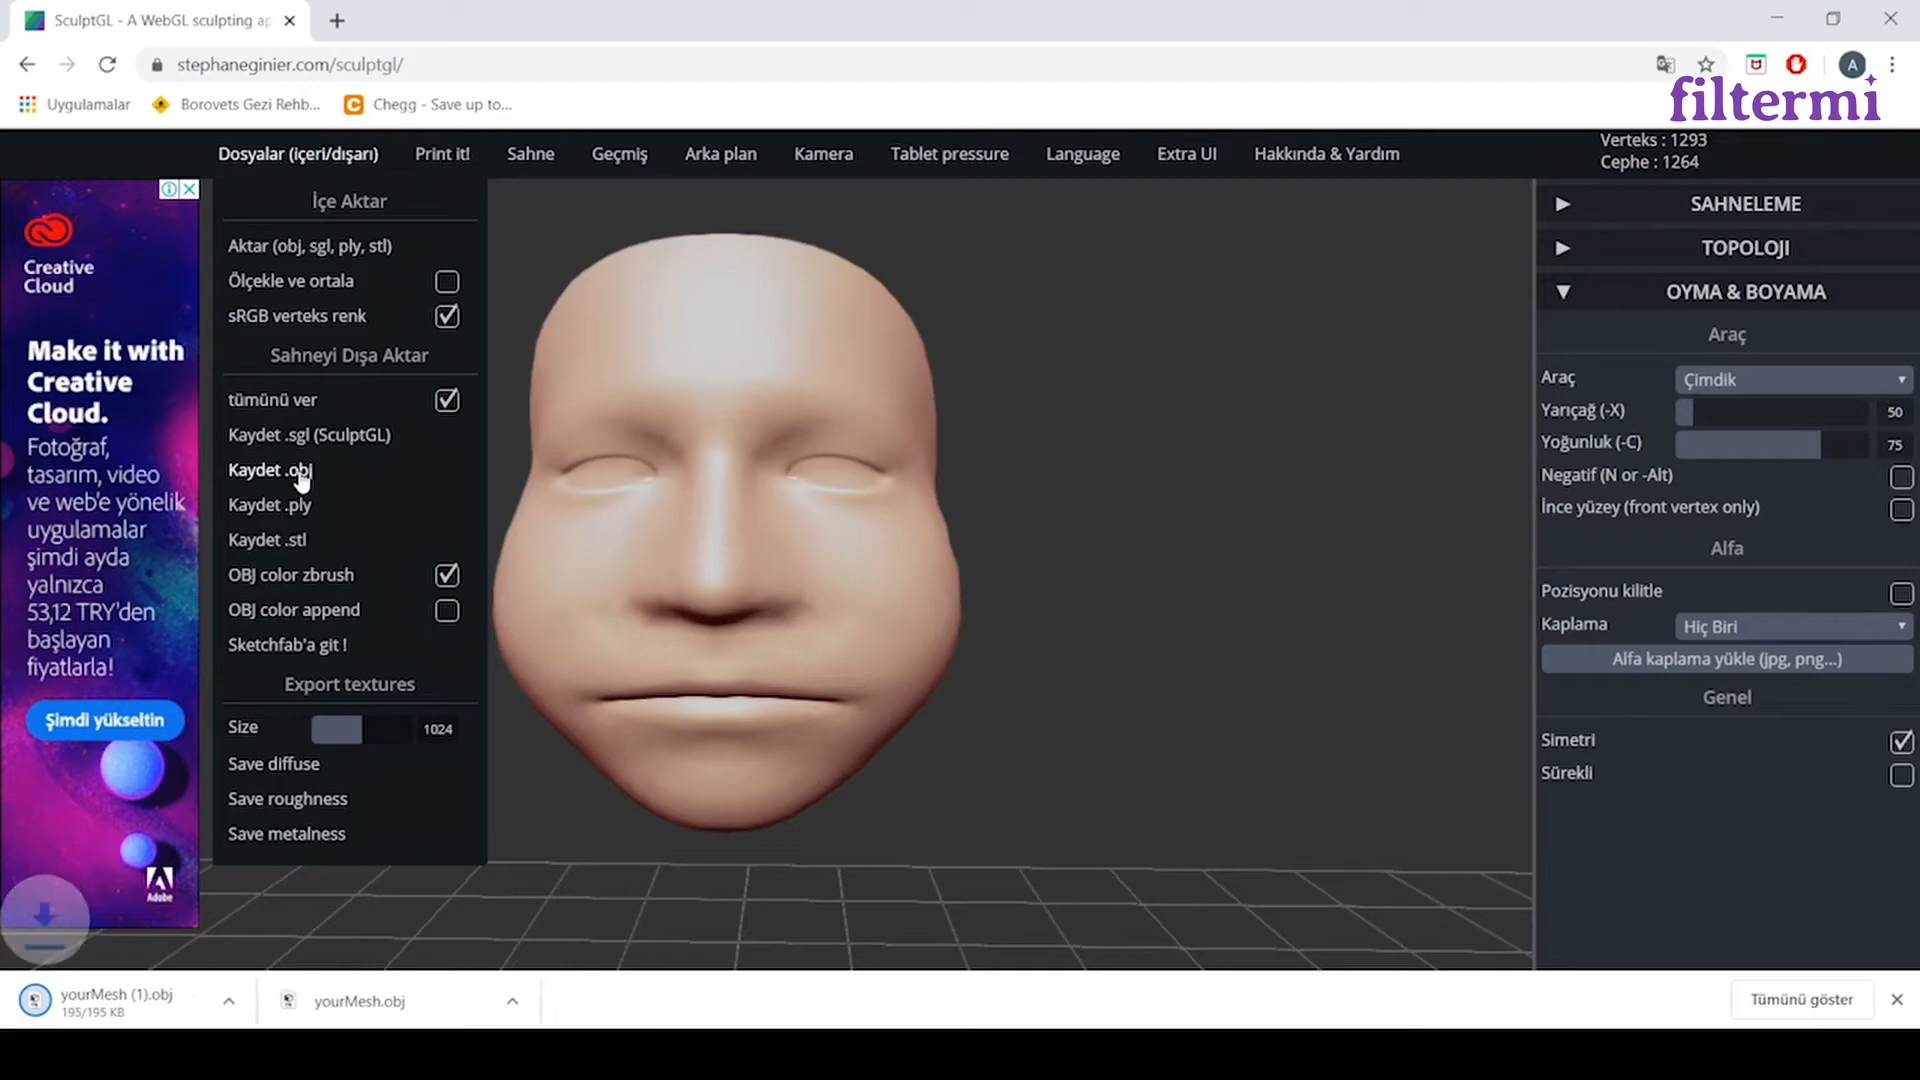 SculptGL - A WebGL sculpting ap
stephaneginier.com/sculptgl/
A
Uygulamalar
Borovets Gezi Rehb...
Chegg - Save up to...
filtermi
Dosyalar (içeri/dışarı)
Print it!
Sahne
Geçmiş
Arka plan
Kamera
Tablet pressure
Language
Extra UI
Hakkında & Yardım
Verteks : 1293
Cephe : 1264
Creative
Cloud
Make it with
Creative
Cloud.
Fotoğraf,
tasarım, video
ve web'e yönelik
uygulamalar
şimdi ayda
yalnızca
53,12 TRY'den
başlayan
fiyatlarla!
Şimdi yükseltin
Adobe
İçe Aktar
Aktar (obj, sgl, ply, stl)
Ölçekle ve ortala
sRGB verteks renk
Sahneyi Dışa Aktar
tümünü ver
Kaydet .sgl (SculptGL)
Kaydet .obj
Kaydet .ply
Kaydet .stl
OBJ color zbrush
OBJ color append
Sketchfab'a git !
Export textures
Size 1024
Save diffuse
Save roughness
Save metalness
SAHNELEME
TOPOLOJI
OYMA & BOYAMA
Araç
Araç Çimdik
Yarıçağ (-X) 50
Yoğunluk (-C) 75
Negatif (N or -Alt)
İnce yüzey (front vertex only)
Alfa
Pozisyonu kilitle
Kaplama Hiç Biri
Alfa kaplama yükle (jpg, png...)
Genel
Simetri
Sürekli
yourMesh (1).obj
195/195 KB
yourMesh.obj
Tümünü göster